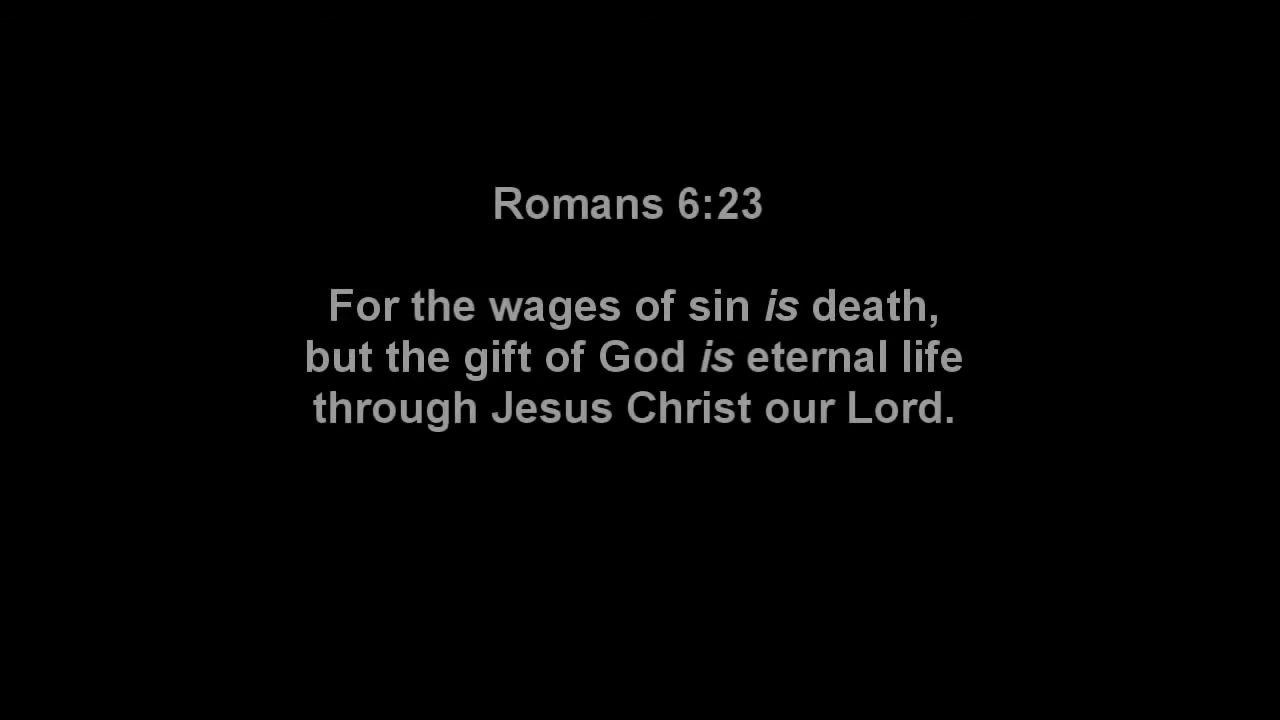 Romans 6:23
For the wages of sin is death,
but the gift of God is eternal life
through Jesus Christ our Lord.